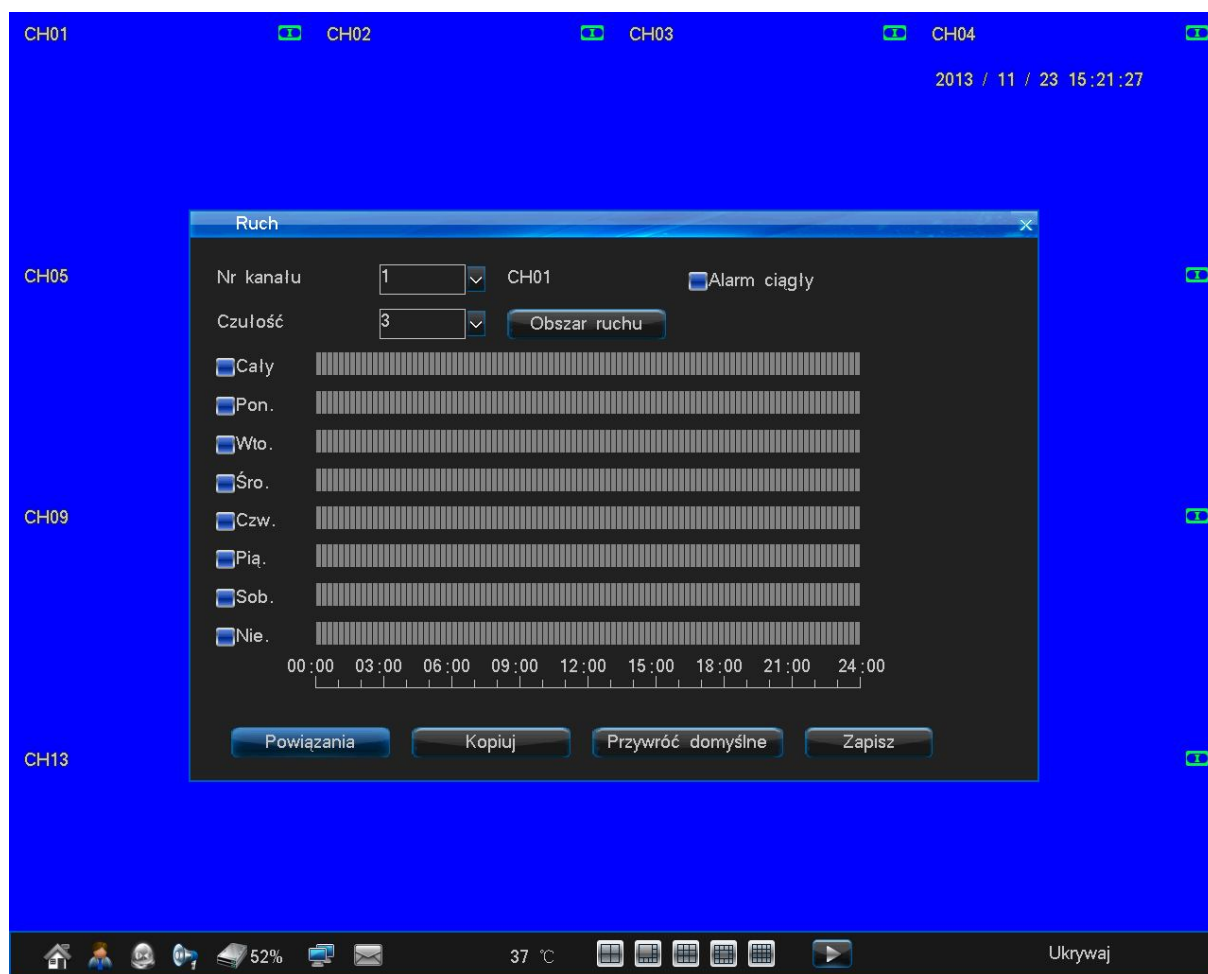 CH01 CH02 CH03 CH04
2013 / 11 / 23 15:21:27
Ruch
CH05
Nr kanału 1 CH01 Alarm ciągły
Czułość 3 Obszar ruchu
Cały
Pon.
Wto.
Śro.
CH09
Czw.
Pią.
Sob.
Nie.
00:00 03:00 06:00 09:00 12:00 15:00 18:00 21:00 24:00
Powiązania Kopiuj Przywróć domyślne Zapisz
CH13
52% 37 ℃ Ukrywaj